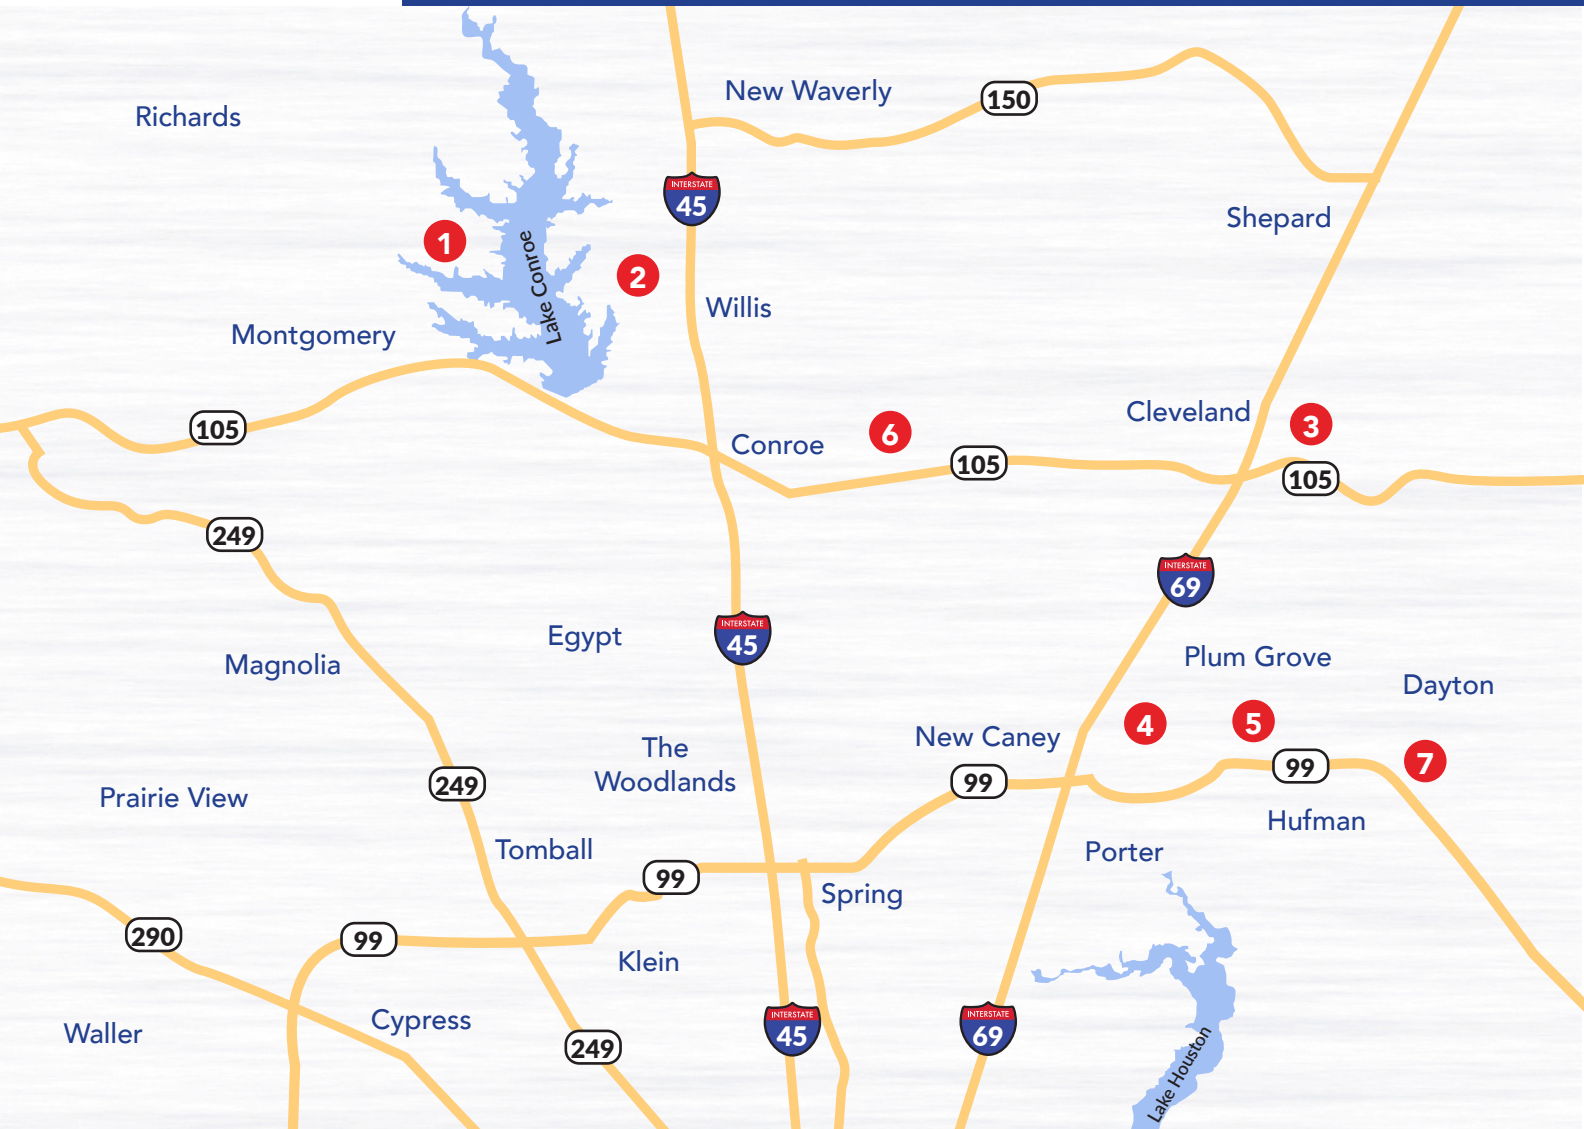 New Waverly
150
Richards
INTERSTATE
45
Shepard
1
Lake Conroe
2
Willis
Montgomery
Cleveland
3
105
6
Conroe
105
105
249
INTERSTATE
69
Egypt
INTERSTATE
45
Magnolia
Plum Grove
Dayton
4
5
New Caney
The
Woodlands
7
99
99
249
Prairie View
Hufman
Tomball
Porter
99
Spring
290
99
Klein
Cypress
Waller
INTERSTATE
45
INTERSTATE
69
249
Lake Houston